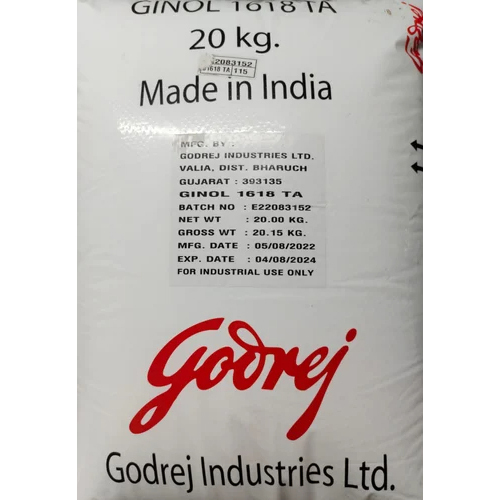 GINOL 1618 TA
20 kg.
22083152
1618 TA 115
Made in India
MFG. BY :
GODREJ INDUSTRIES LTD.
VALIA, DIST. BHARUCH
GUJARAT : 393135
GINOL 1618 TA
BATCH NO : E22083152
NET WT : 20.00 KG.
GROSS WT : 20.15 KG.
MFG. DATE : 05/08/2022
EXP. DATE : 04/08/2024
FOR INDUSTRIAL USE ONLY
Godrej
Godrej Industries Ltd.